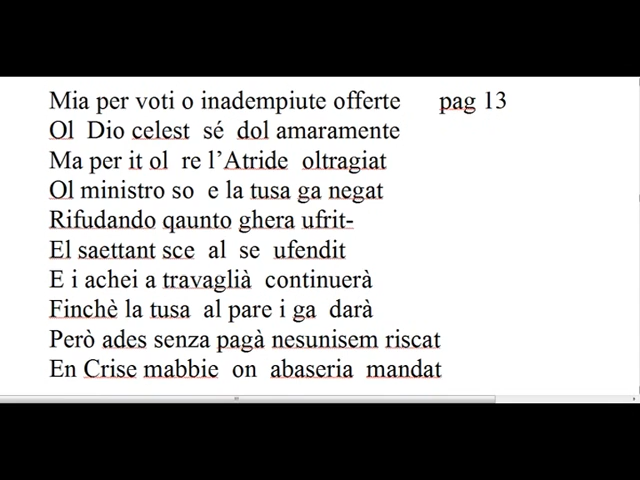 Mia per voti o inadempiute offerte pag 13
Ol Dio celest sé dol amaramente
Ma per it ol re l’Atride oltragiat
Ol ministro so e la tusa ga negat
Rifudando qaunto ghera ufrit-
El saettant sce al se ufendit
E i achei a travaglià continuerà
Finchè la tusa al pare i ga darà
Però ades senza pagà nesunisem riscat
En Crise mabbie on abaseria mandat